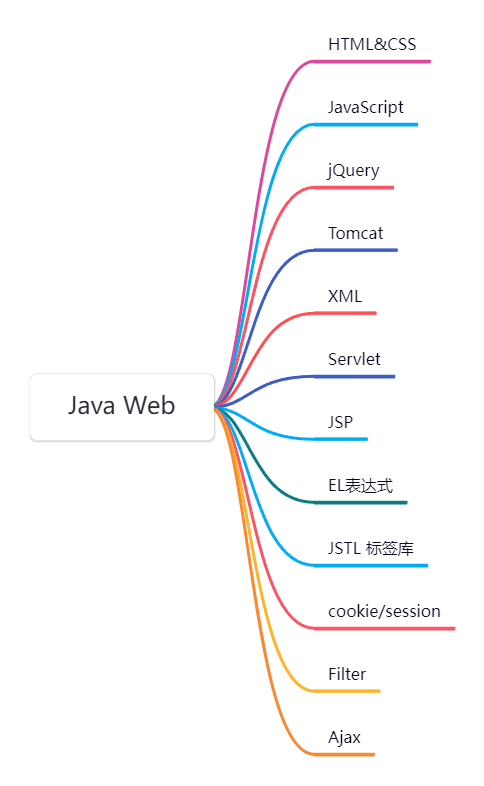 HTML&CSS
JavaScript
jQuery
Tomcat
XML
Servlet
Java Web
JSP
EL表达式
JSTL 标签库
cookie/session
Filter
Ajax